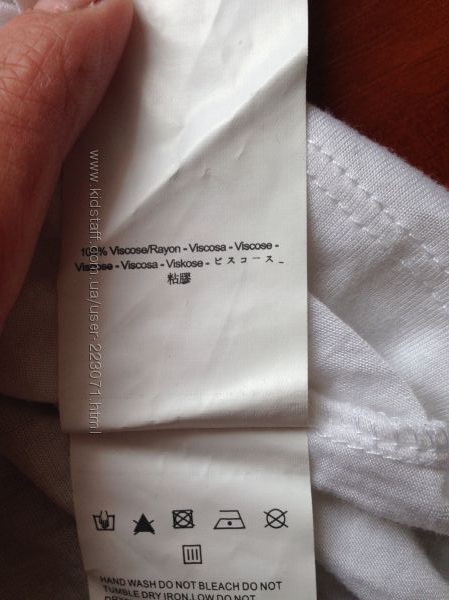 100% Viscose/Rayon - Viscosa - Viscose -
Viscose - Viscosa - Viskose - ビスコース -
粘膠
HAND WASH DO NOT BLEACH DO NOT
TUMBLE DRY IRON,LOW DO NOT
www.kidstaff.com.ua/user-223071.html